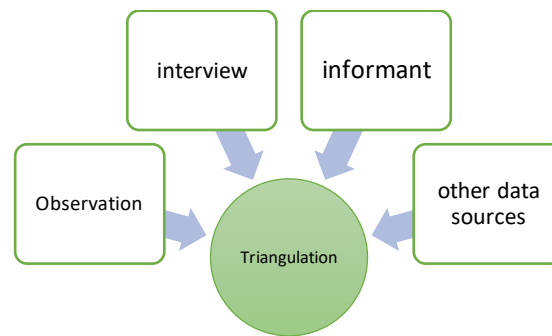 interview
informant
Observation
other data
sources
Triangulation